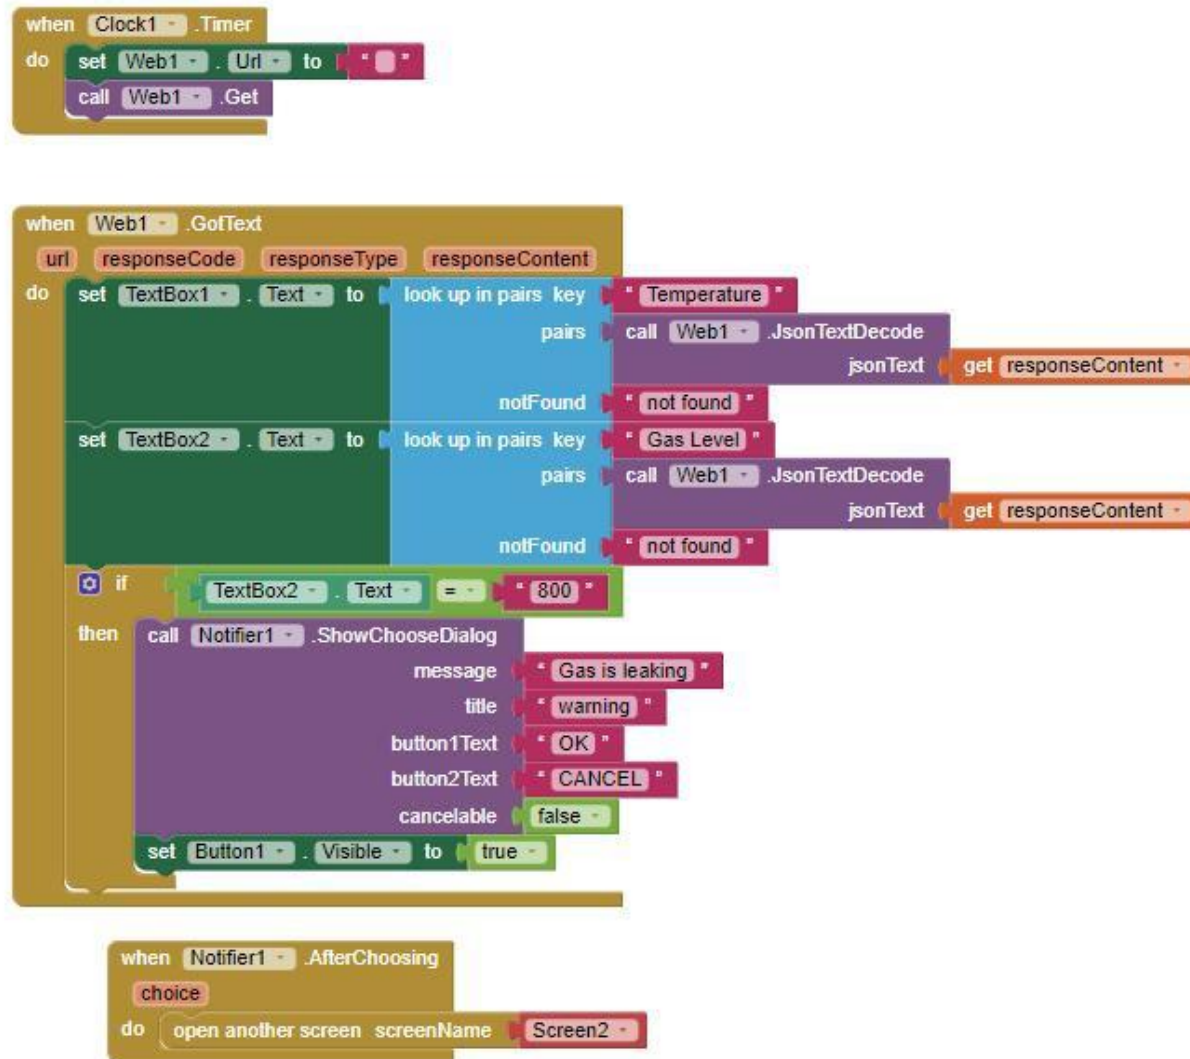 when Clock1 .Timer
do set Web1 . Url to " "
call Web1 .Get
when Web1 .GotText
url responseCode responseType responseContent
do set TextBox1 . Text to look up in pairs key " Temperature "
pairs call Web1 .JsonTextDecode
jsonText get responseContent
notFound " not found "
set TextBox2 . Text to look up in pairs key " Gas Level "
pairs call Web1 .JsonTextDecode
jsonText get responseContent
notFound " not found "
if TextBox2 . Text = " 800 "
then call Notifier1 .ShowChooseDialog
message " Gas is leaking "
title " warning "
button1Text " OK "
button2Text " CANCEL "
cancelable false
set Button1 . Visible to true
when Notifier1 .AfterChoosing
choice
do open another screen screenName Screen2